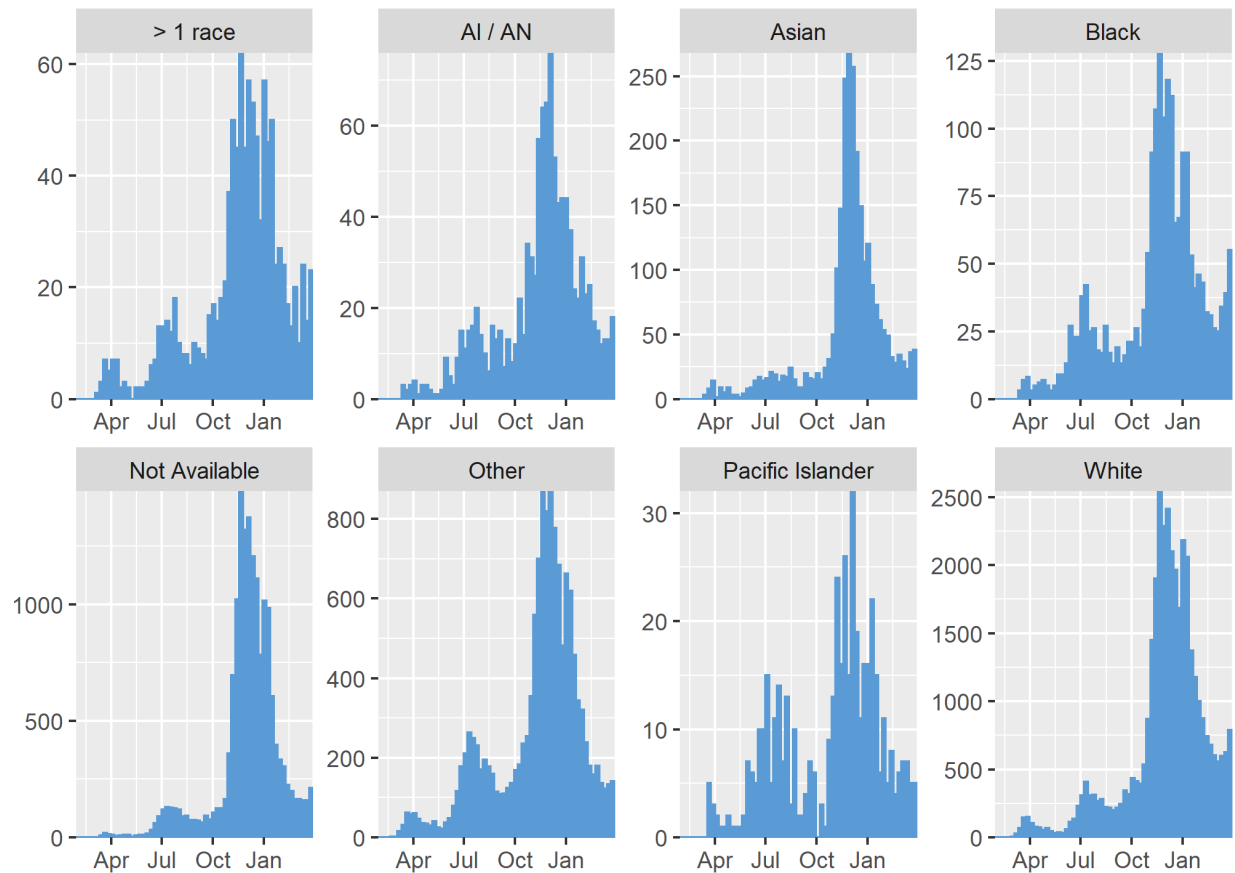 > 1 race
AI / AN
Asian
Black
60
40
20
0
60
40
20
0
250
200
150
100
50
0
125
100
75
50
25
0
Apr Jul Oct Jan
Apr Jul Oct Jan
Apr Jul Oct Jan
Apr Jul Oct Jan
Not Available
Other
Pacific Islander
White
1000
500
0
800
600
400
200
0
30
20
10
0
2500
2000
1500
1000
500
0
Apr Jul Oct Jan
Apr Jul Oct Jan
Apr Jul Oct Jan
Apr Jul Oct Jan